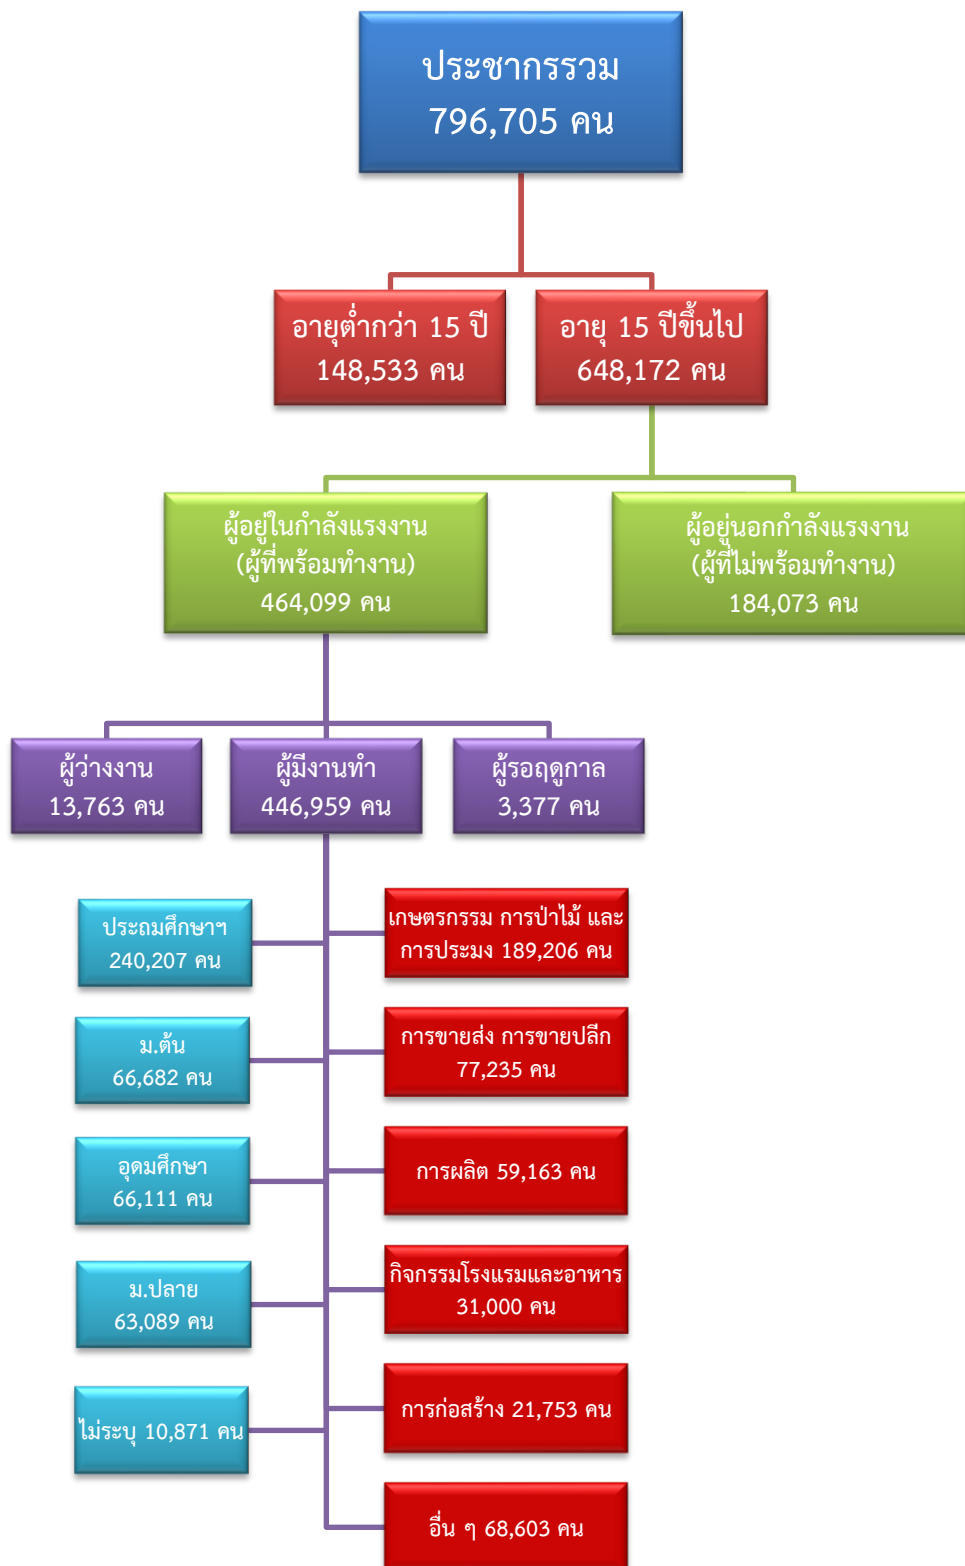 ประชากรรวม
796,705 คน
อายุต่ำกว่า 15 ปี
148,533 คน
อายุ 15 ปีขึ้นไป
648,172 คน
ผู้อยู่ในกำลังแรงงาน
(ผู้ที่พร้อมทำงาน)
464,099 คน
ผู้อยู่นอกกำลังแรงงาน
(ผู้ที่ไม่พร้อมทำงาน)
184,073 คน
ผู้ว่างงาน
13,763 คน
ผู้มีงานทำ
446,959 คน
ผู้รอฤดูกาล
3,377 คน
ประถมศึกษาฯ
240,207 คน
ม.ต้น
66,682 คน
อุดมศึกษา
66,111 คน
ม.ปลาย
63,089 คน
ไม่ระบุ 10,871 คน
เกษตรกรรม การป่าไม้ และ
การประมง 189,206 คน
การขายส่ง การขายปลีก
77,235 คน
การผลิต 59,163 คน
กิจกรรมโรงแรมและอาหาร
31,000 คน
การก่อสร้าง 21,753 คน
อื่น ๆ 68,603 คน